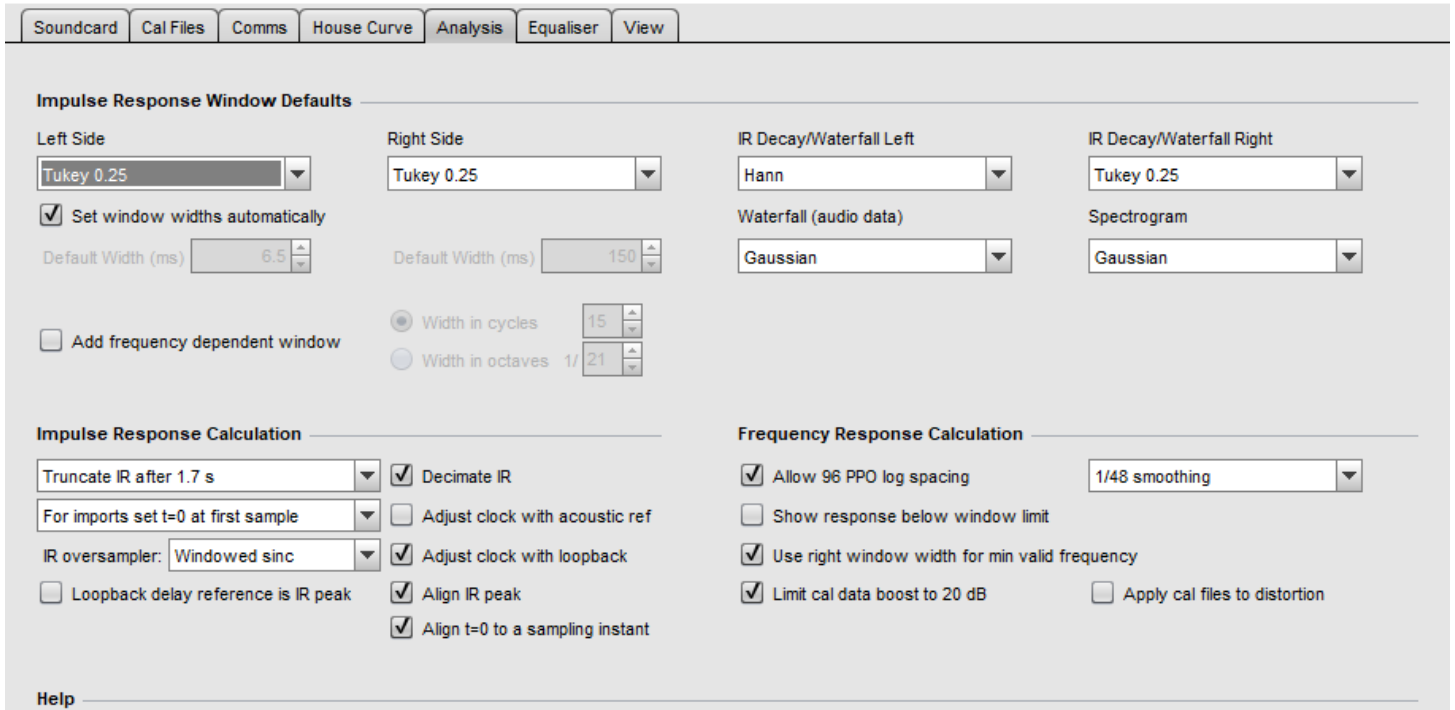 Soundcard Cal Files Comms House Curve Analysis Equaliser View
Impulse Response Window Defaults
Left Side Right Side IR Decay/Waterfall Left IR Decay/Waterfall Right
Tukey 0.25 Tukey 0.25 Hann Tukey 0.25
Set window widths automatically Waterfall (audio data) Spectrogram
Default Width (ms) 6.5 Default Width (ms) 150 Gaussian Gaussian
Width in cycles 15
Add frequency dependent window
Width in octaves 1/ 21
Impulse Response Calculation Frequency Response Calculation
Truncate IR after 1.7 s Decimate IR Allow 96 PPO log spacing 1/48 smoothing
For imports set t=0 at first sample Adjust clock with acoustic ref Show response below window limit
IR oversampler: Windowed sinc Adjust clock with loopback Use right window width for min valid frequency
Loopback delay reference is IR peak Align IR peak Limit cal data boost to 20 dB Apply cal files to distortion
Align t=0 to a sampling instant
Help